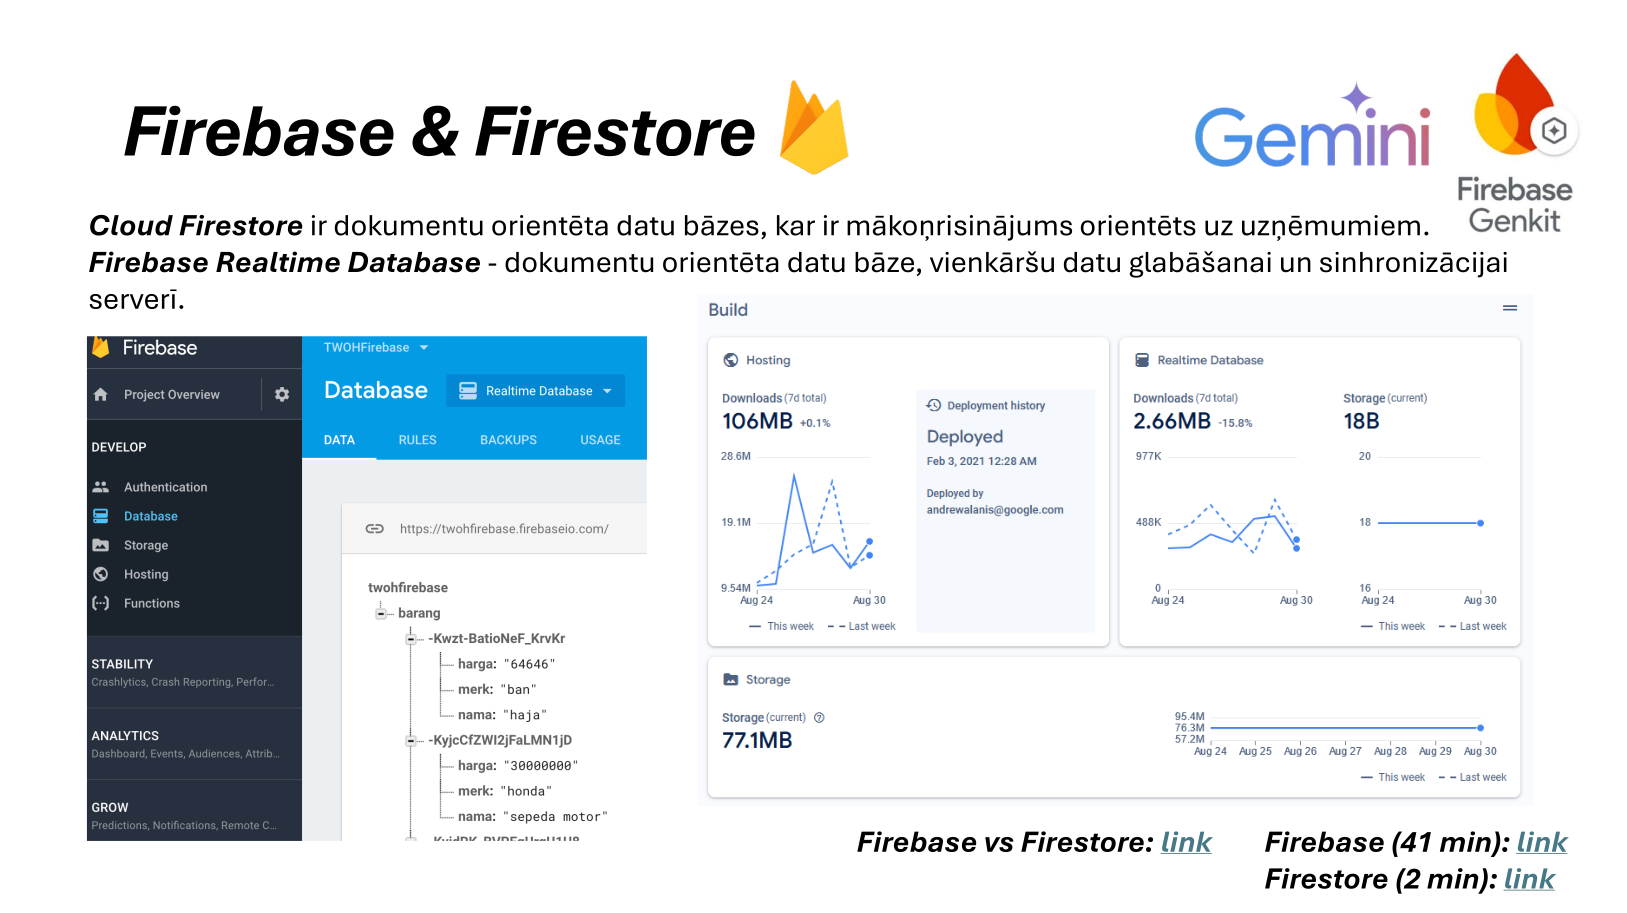 Firebase & Firestore
Gemini
Firebase
Genkit
Cloud Firestore ir dokumentu orientēta datu bāzes, kar ir mākoņrisinājums orientēts uz uzņēmumiem.
Firebase Realtime Database - dokumentu orientēta datu bāze, vienkāršu datu glabāšanai un sinhronizācijai
serverī.
Firebase
Project Overview
DEVELOP
Authentication
Database
Storage
Hosting
Functions
STABILITY
Crashlytics, Crash Reporting, Perfor...
ANALYTICS
Dashboard, Events, Audiences, Attrib...
GROW
Predictions, Notifications, Remote C...
TWOHFirebase
Database
Realtime Database
DATA RULES BACKUPS USAGE
https://twohfirebase.firebaseio.com/
twohfirebase
barang
-Kwzt-BatioNeF_KrvKr
harga: "64646"
merk: "ban"
nama: "haja"
-KyjcCfZWI2jFaLMN1jD
harga: "30000000"
merk: "honda"
nama: "sepeda motor"
Build
Hosting
Downloads (7d total)
106MB +0.1%
28.6M
19.1M
9.54M
Aug 24 Aug 30
This week Last week
Deployment history
Deployed
Feb 3, 2021 12:28 AM
Deployed by
andrewalanis@google.com
Realtime Database
Downloads (7d total)
2.66MB -15.8%
977K
488K
0
Aug 24 Aug 30
Storage (current)
18B
20
18
16
Aug 24 Aug 30
This week Last week
Storage
Storage (current)
77.1MB
95.4M
76.3M
57.2M
Aug 24 Aug 25 Aug 26 Aug 27 Aug 28 Aug 29 Aug 30
This week Last week
Firebase vs Firestore: link
Firebase (41 min): link
Firestore (2 min): link